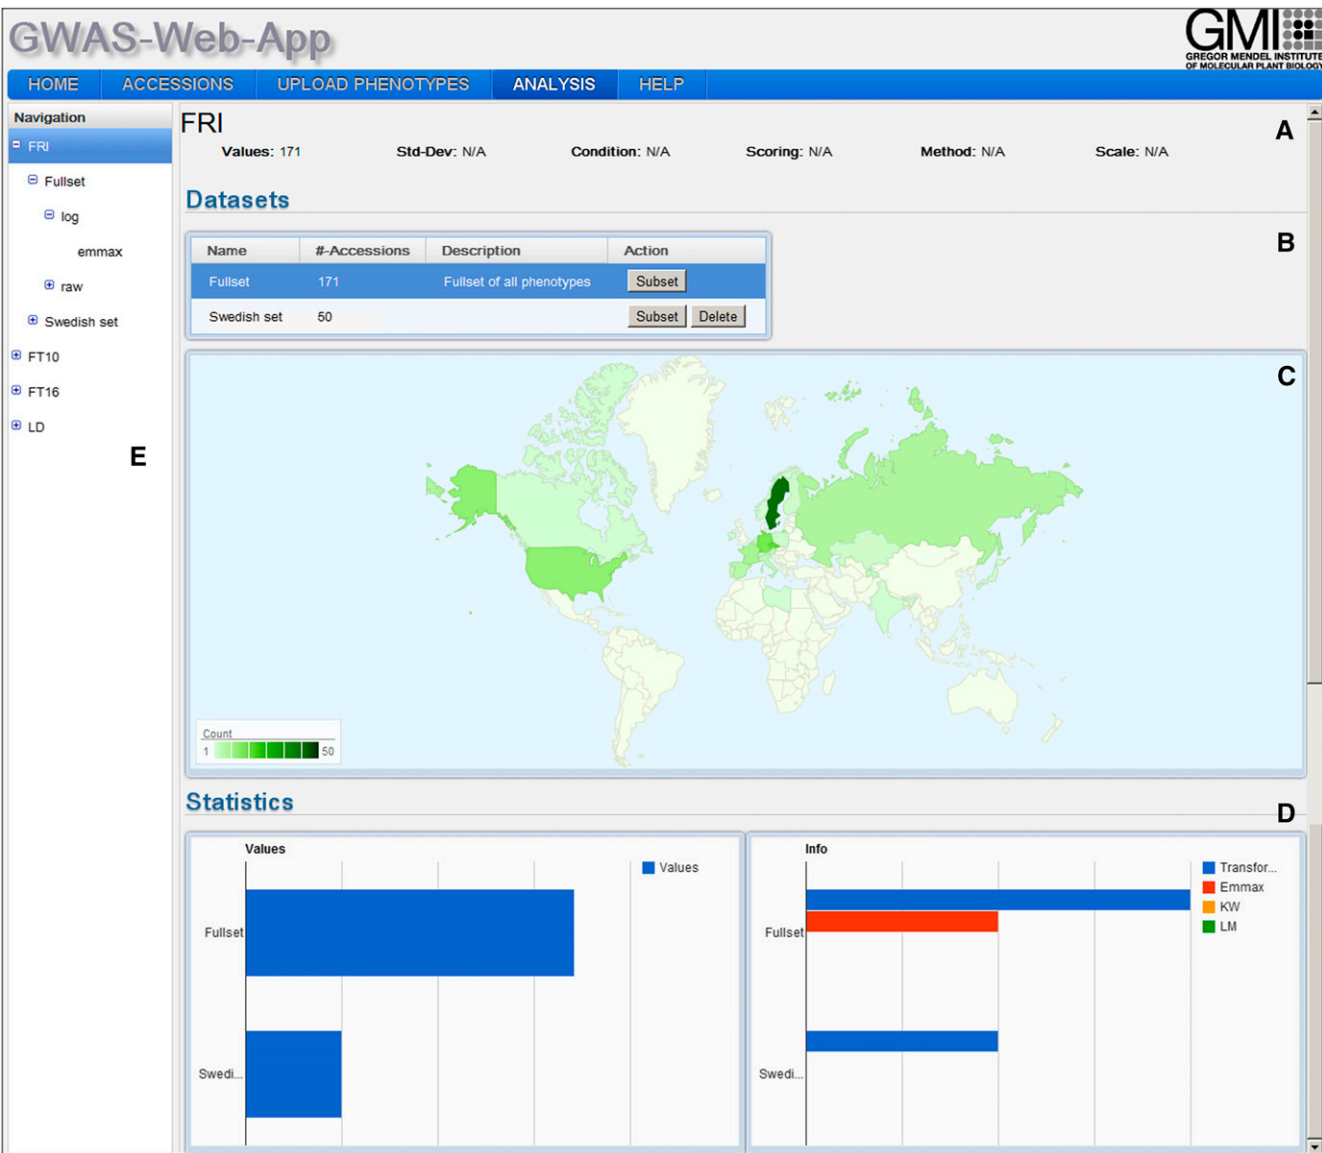 GWAS-Web-App
GMI
GREGOR MENDEL INSTITUTE
OF MOLECULAR PLANT BIOLOGY
HOME ACCESSIONS UPLOAD PHENOTYPES ANALYSIS HELP
Navigation
FRI
Fullset
log
emmax
raw
Swedish set
FT10
FT16
LD
E
FRI
A
Values: 171 Std-Dev: N/A Condition: N/A Scoring: N/A Method: N/A Scale: N/A
Datasets
B
Name #-Accessions Description Action
Fullset 171 Fullset of all phenotypes Subset
Swedish set 50 Subset Delete
C
Count
1 50
Statistics
D
Values
Values
Fullset
Swedi...
Info
Transfor...
Emmax
KW
LM
Fullset
Swedi...